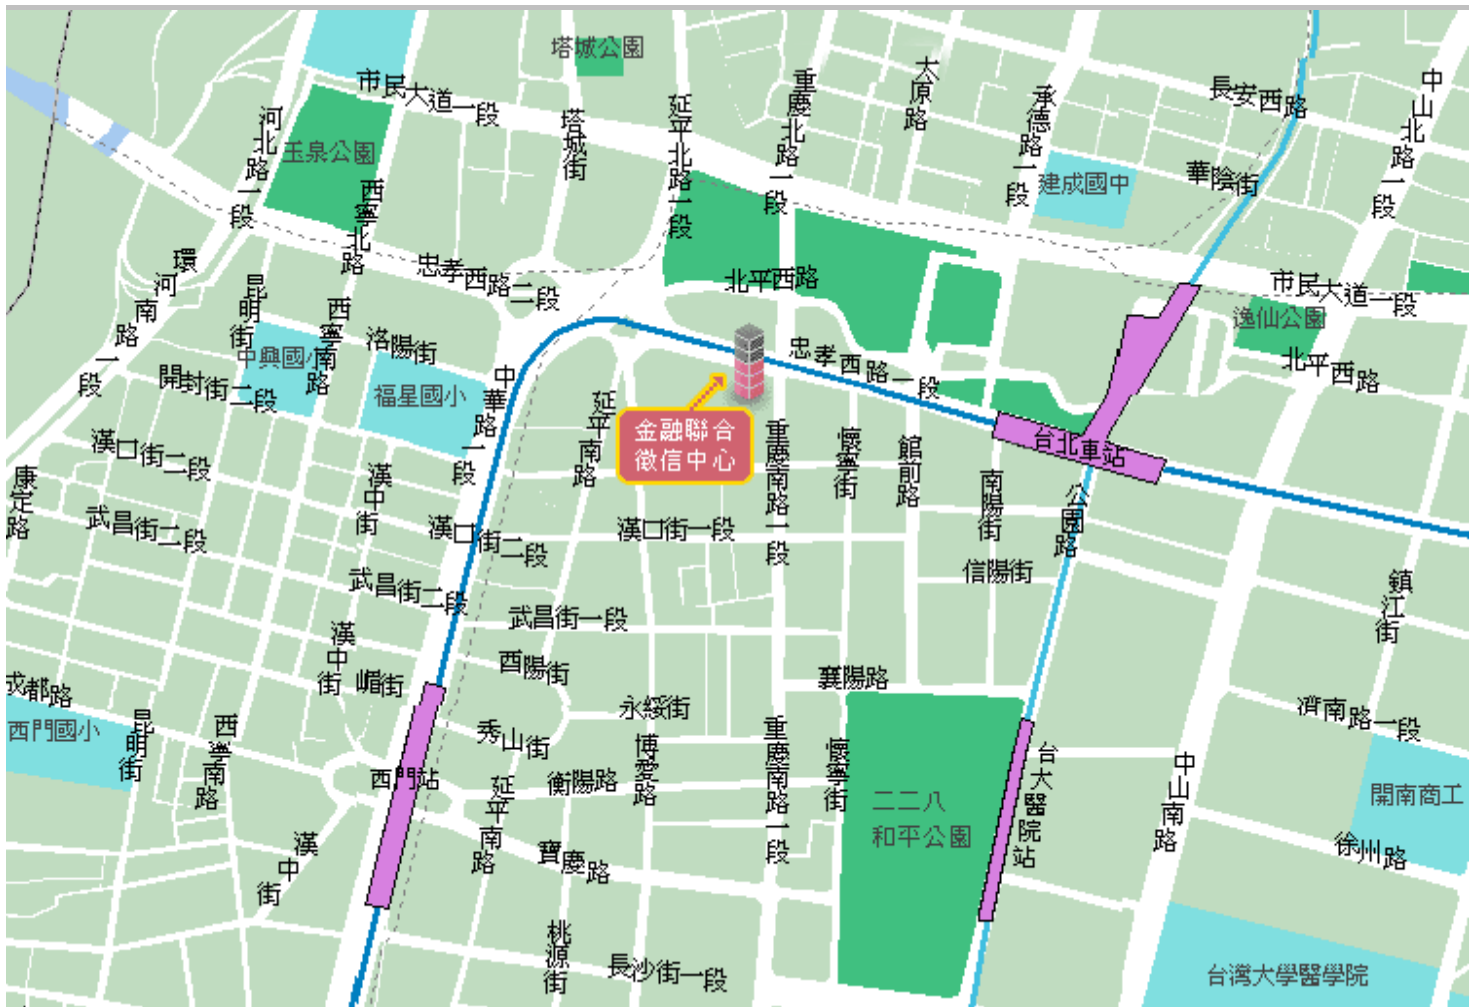 塔城公園
市民大道一段
河北路一段
玉泉公園
西寧北路
塔城街
延平北路一段
重慶北路一段
太原路
承德路一段
長安西路
中山北路一段
建成國中
華陰街
環河南路一段
昆明街
西寧南路
忠孝西路二段
北平西路
市民大道一段
逸仙公園
北平西路
洛陽街
中興國小
開封街二段
福星國小
中華路一段
忠孝西路一段
金融聯合
徵信中心
延平南路
重慶南路一段
懷寧街
館前路
南陽街
台北車站
公園路
漢口街二段
康定路
武昌街二段
漢中街
漢口街二段
漢口街一段
信陽街
鎮江街
武昌街二段
武昌街一段
漢中街
酉陽街
襄陽路
成都路
西門國小
昆明街
西寧南路
秀山街
永綏街
博愛路
重慶南路一段
懷寧街
台大醫院站
中山南路
濟南路一段
西門站
延平南路
衡陽路
二二八
和平公園
開南商工
漢中街
寶慶路
徐州路
桃源街
長沙街一段
台灣大學醫學院